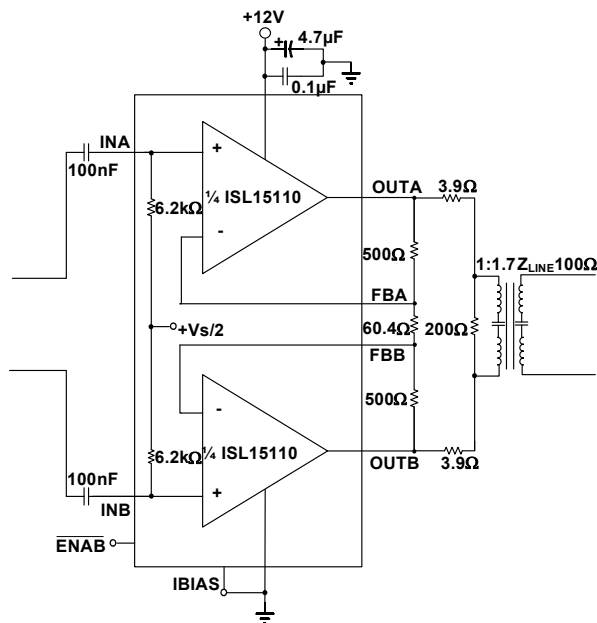 +12V
+
4.7µF
0.1µF
INA
100nF
+
¼ ISL15110
6.2kΩ
-
OUTA
3.9Ω
500Ω
1:1.7 ZLINE 100Ω
FBA
+Vs/2
60.4Ω
200Ω
FBB
-
500Ω
6.2kΩ
¼ ISL15110
100nF
+
OUTB
3.9Ω
INB
ENAB
IBIAS